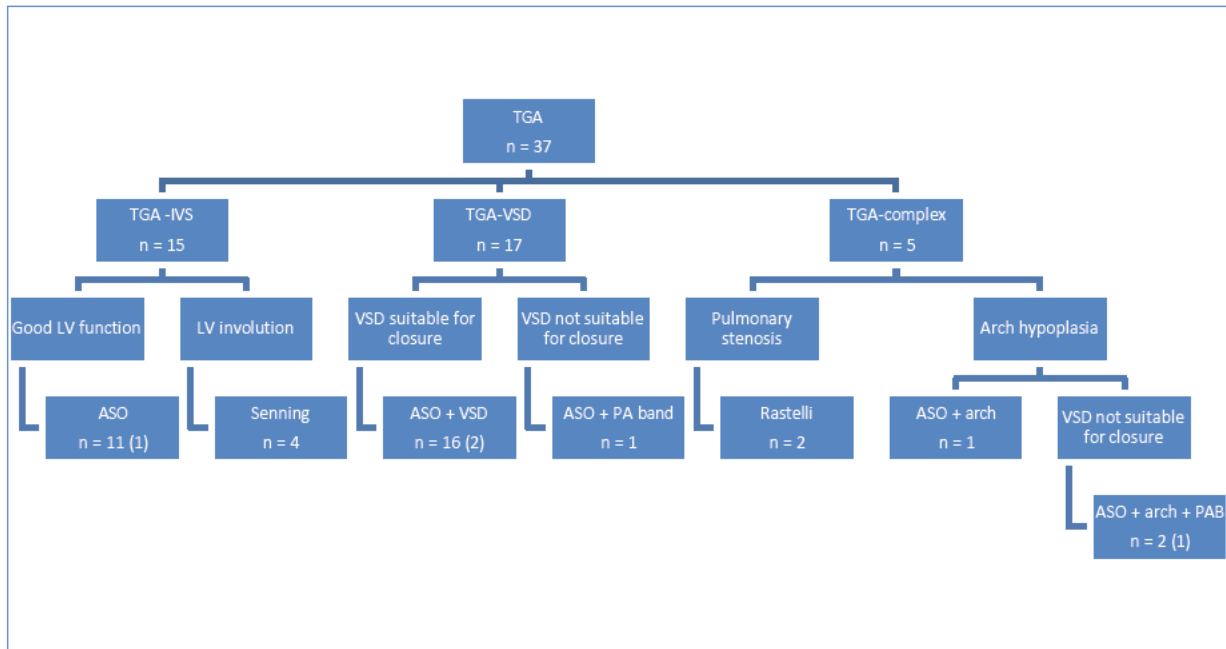 TGA
n = 37
TGA -IVS
n = 15
TGA-VSD
n = 17
TGA-complex
n = 5
Good LV function
LV involution
VSD suitable for
closure
VSD not suitable
for closure
Pulmonary
stenosis
Arch hypoplasia
ASO
n = 11 (1)
Senning
n = 4
ASO + VSD
n = 16 (2)
ASO + PA band
n = 1
Rastelli
n = 2
ASO + arch
n = 1
VSD not suitable
for closure
ASO + arch + PAB
n = 2 (1)